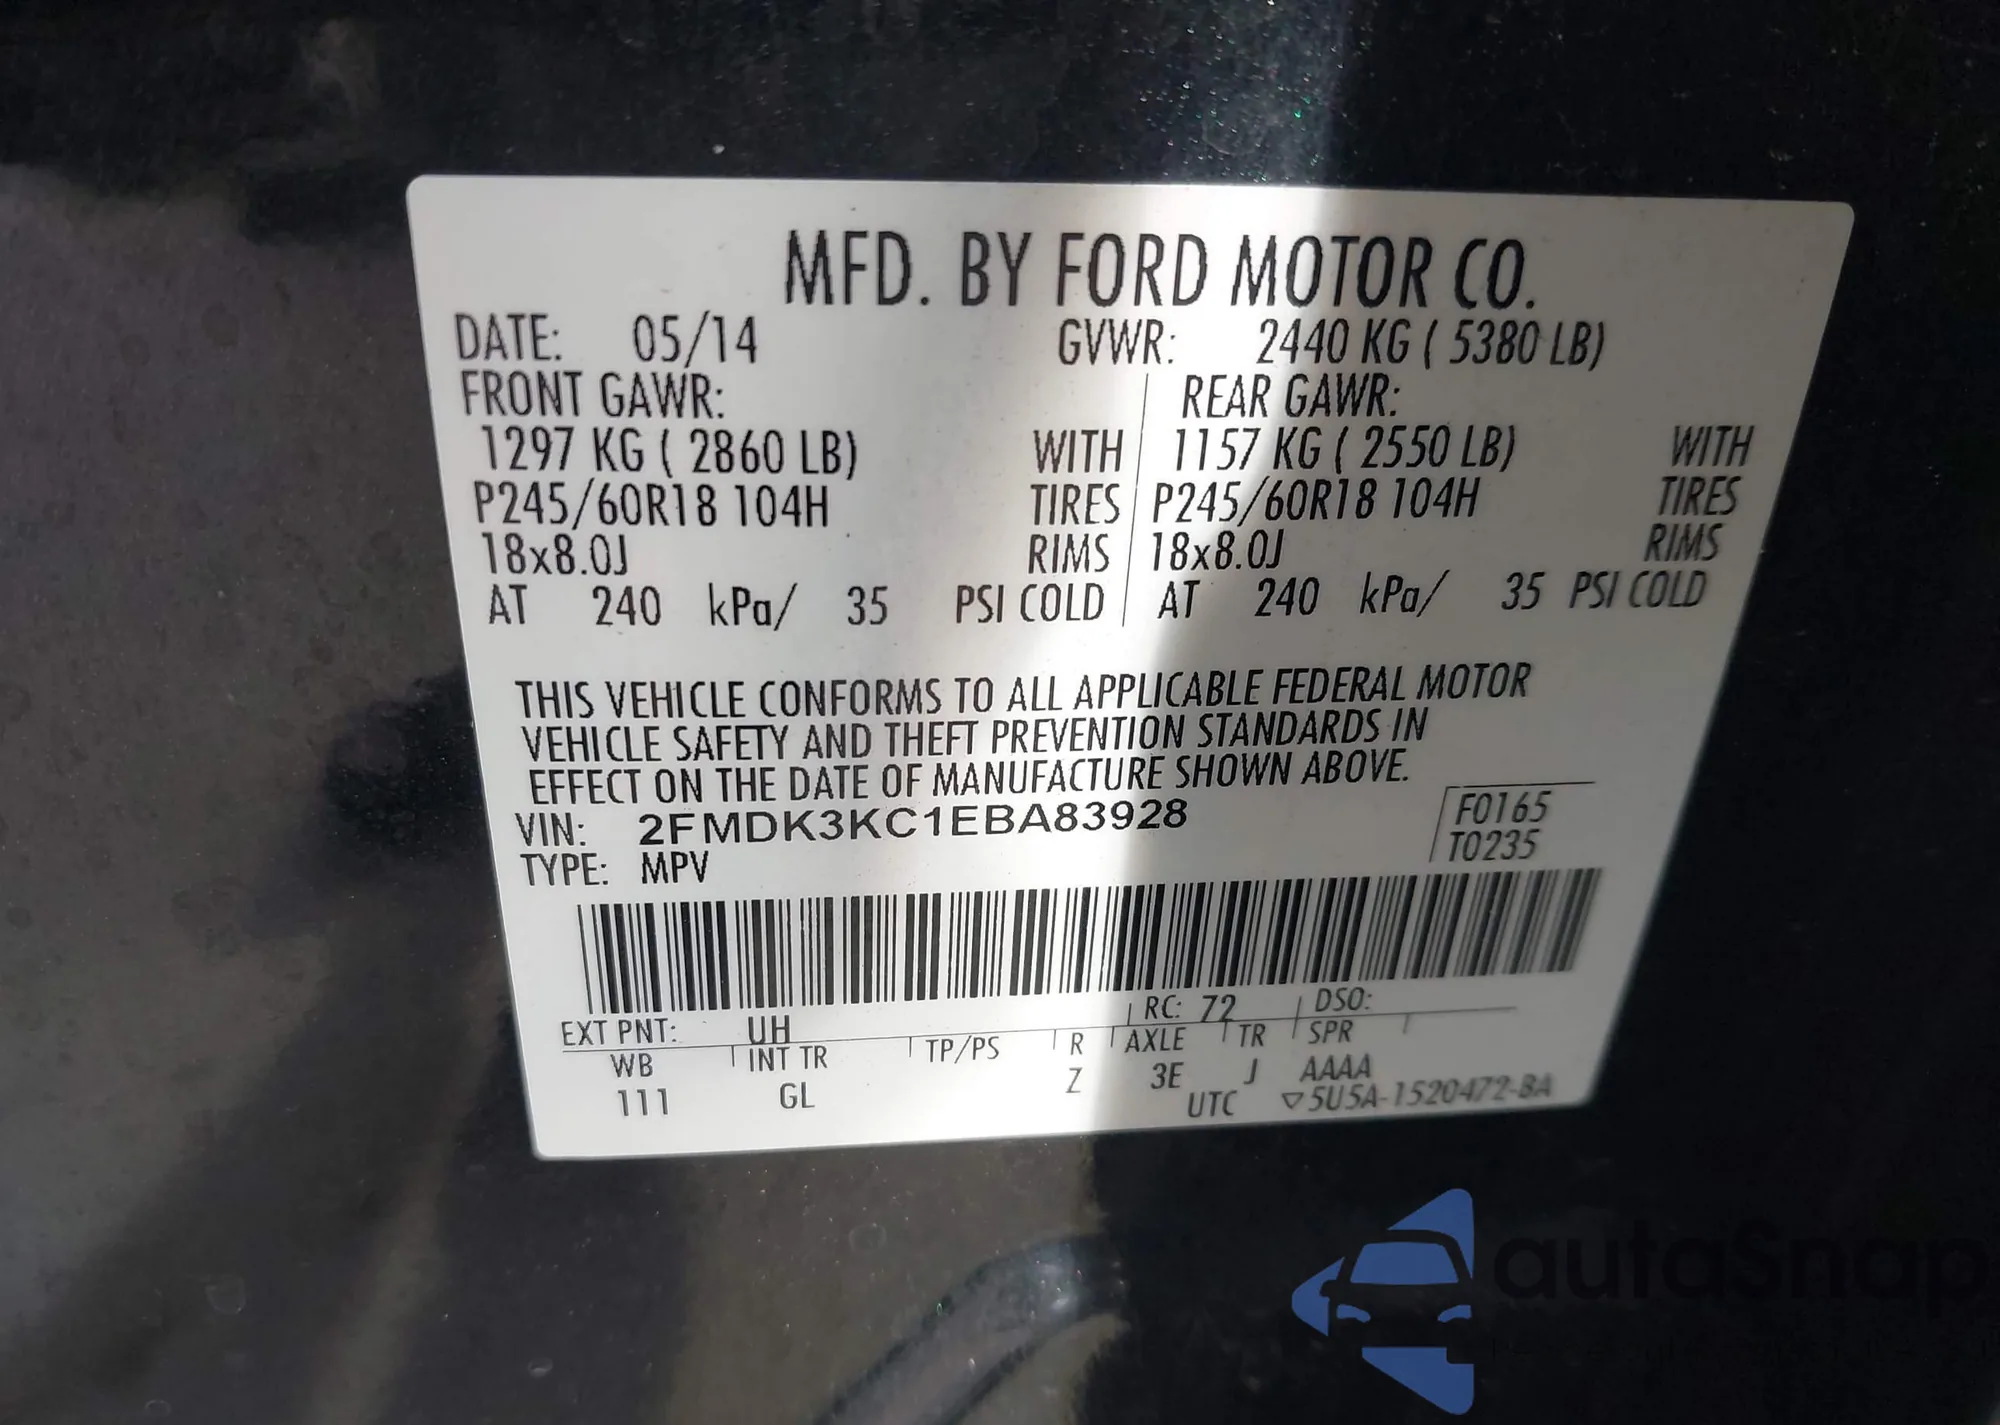 MFD. BY FORD MOTOR CO.
DATE: 05/14 GVWR: 2440 KG ( 5380 LB)
FRONT GAWR: REAR GAWR:
1297 KG ( 2860 LB) WITH 1157 KG ( 2550 LB) WITH
P245/60R18 104H TIRES P245/60R18 104H TIRES
18x8.0J RIMS 18x8.0J RIMS
AT 240 kPa/ 35 PSI COLD AT 240 kPa/ 35 PSI COLD
THIS VEHICLE CONFORMS TO ALL APPLICABLE FEDERAL MOTOR
VEHICLE SAFETY AND THEFT PREVENTION STANDARDS IN
EFFECT ON THE DATE OF MANUFACTURE SHOWN ABOVE.
VIN: 2FMDK3KC1EBA83928 F0165
TYPE: MPV T0235
EXT PNT: UH RC: 72 DSO:
WB INT TR TP/PS R AXLE TR SPR
111 GL Z 3E J AAAA
UTC ▽5U5A-1520472-BA
autaSnap